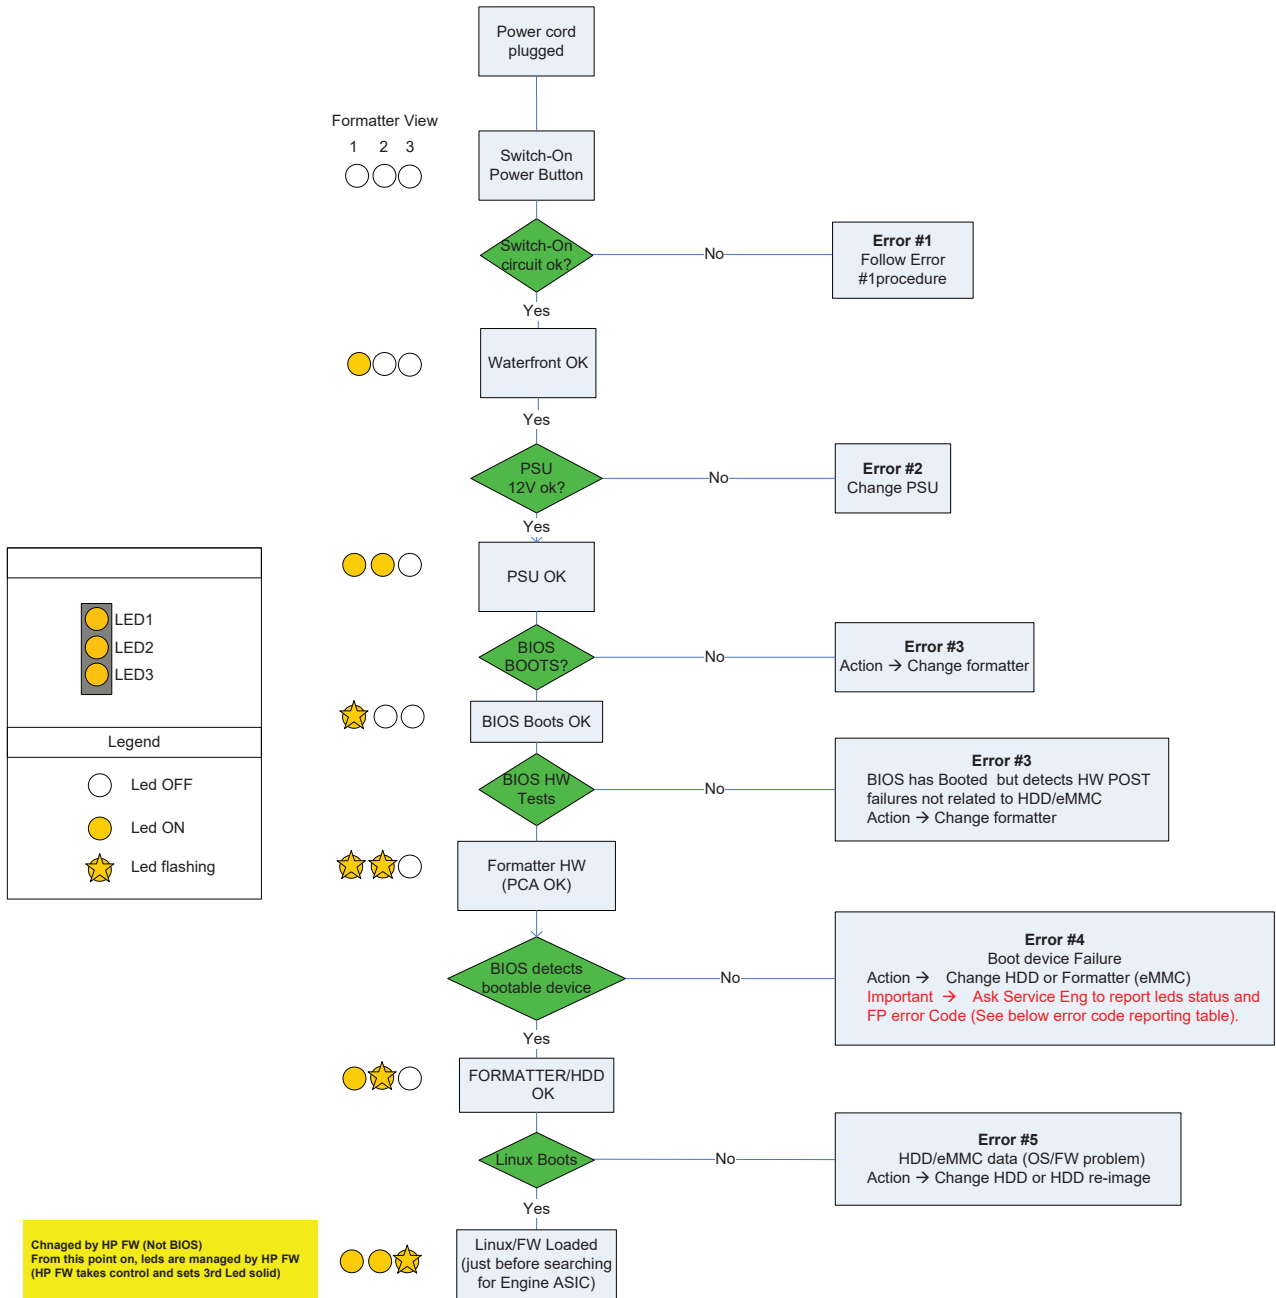 Power cord
plugged
Formatter View
1 2 3
Switch-On
Power Button
Switch-On
circuit ok?
No
Error #1
Follow Error
#1procedure
Yes
Waterfront OK
Yes
PSU
12V ok?
No
Error #2
Change PSU
Yes
PSU OK
LED1
LED2
LED3
BIOS
BOOTS?
No
Error #3
Action → Change formatter
BIOS Boots OK
Legend
Led OFF
Led ON
Led flashing
BIOS HW
Tests
No
Error #3
BIOS has Booted but detects HW POST
failures not related to HDD/eMMC
Action → Change formatter
Formatter HW
(PCA OK)
BIOS detects
bootable device
No
Error #4
Boot device Failure
Action → Change HDD or Formatter (eMMC)
Important → Ask Service Eng to report leds status and
FP error Code (See below error code reporting table).
Yes
FORMATTER/HDD
OK
Linux Boots
No
Error #5
HDD/eMMC data (OS/FW problem)
Action → Change HDD or HDD re-image
Yes
Chnaged by HP FW (Not BIOS)
From this point on, leds are managed by HP FW
(HP FW takes control and sets 3rd Led solid)
Linux/FW Loaded
(just before searching
for Engine ASIC)